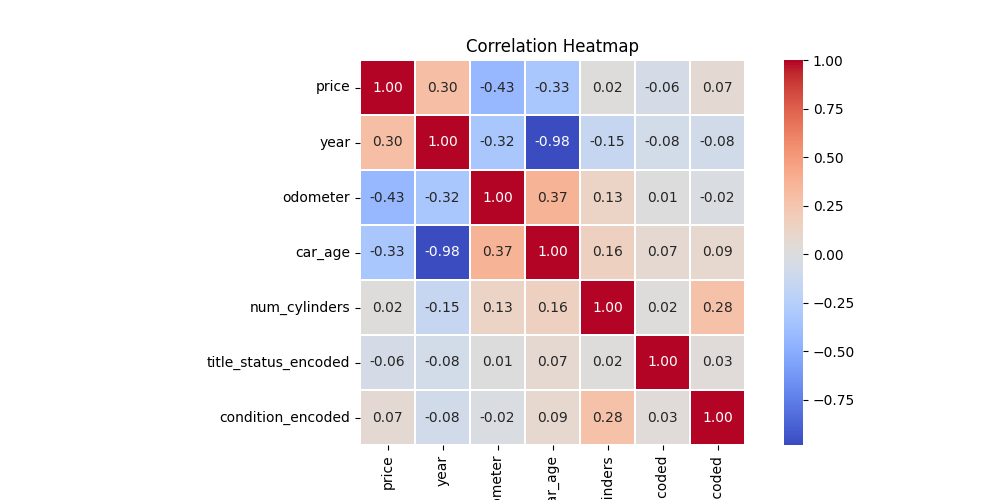 Correlation Heatmap
price 1.00 0.30 -0.43 -0.33 0.02 -0.06 0.07
year 0.30 1.00 -0.32 -0.98 -0.15 -0.08 -0.08
odometer -0.43 -0.32 1.00 0.37 0.13 0.01 -0.02
car_age -0.33 -0.98 0.37 1.00 0.16 0.07 0.09
num_cylinders 0.02 -0.15 0.13 0.16 1.00 0.02 0.28
title_status_encoded -0.06 -0.08 0.01 0.07 0.02 1.00 0.03
condition_encoded 0.07 -0.08 -0.02 0.09 0.28 0.03 1.00
price
year
ometer
ar_age
inders
coded
coded
1.00
0.75
0.50
0.25
0.00
−0.25
−0.50
−0.75